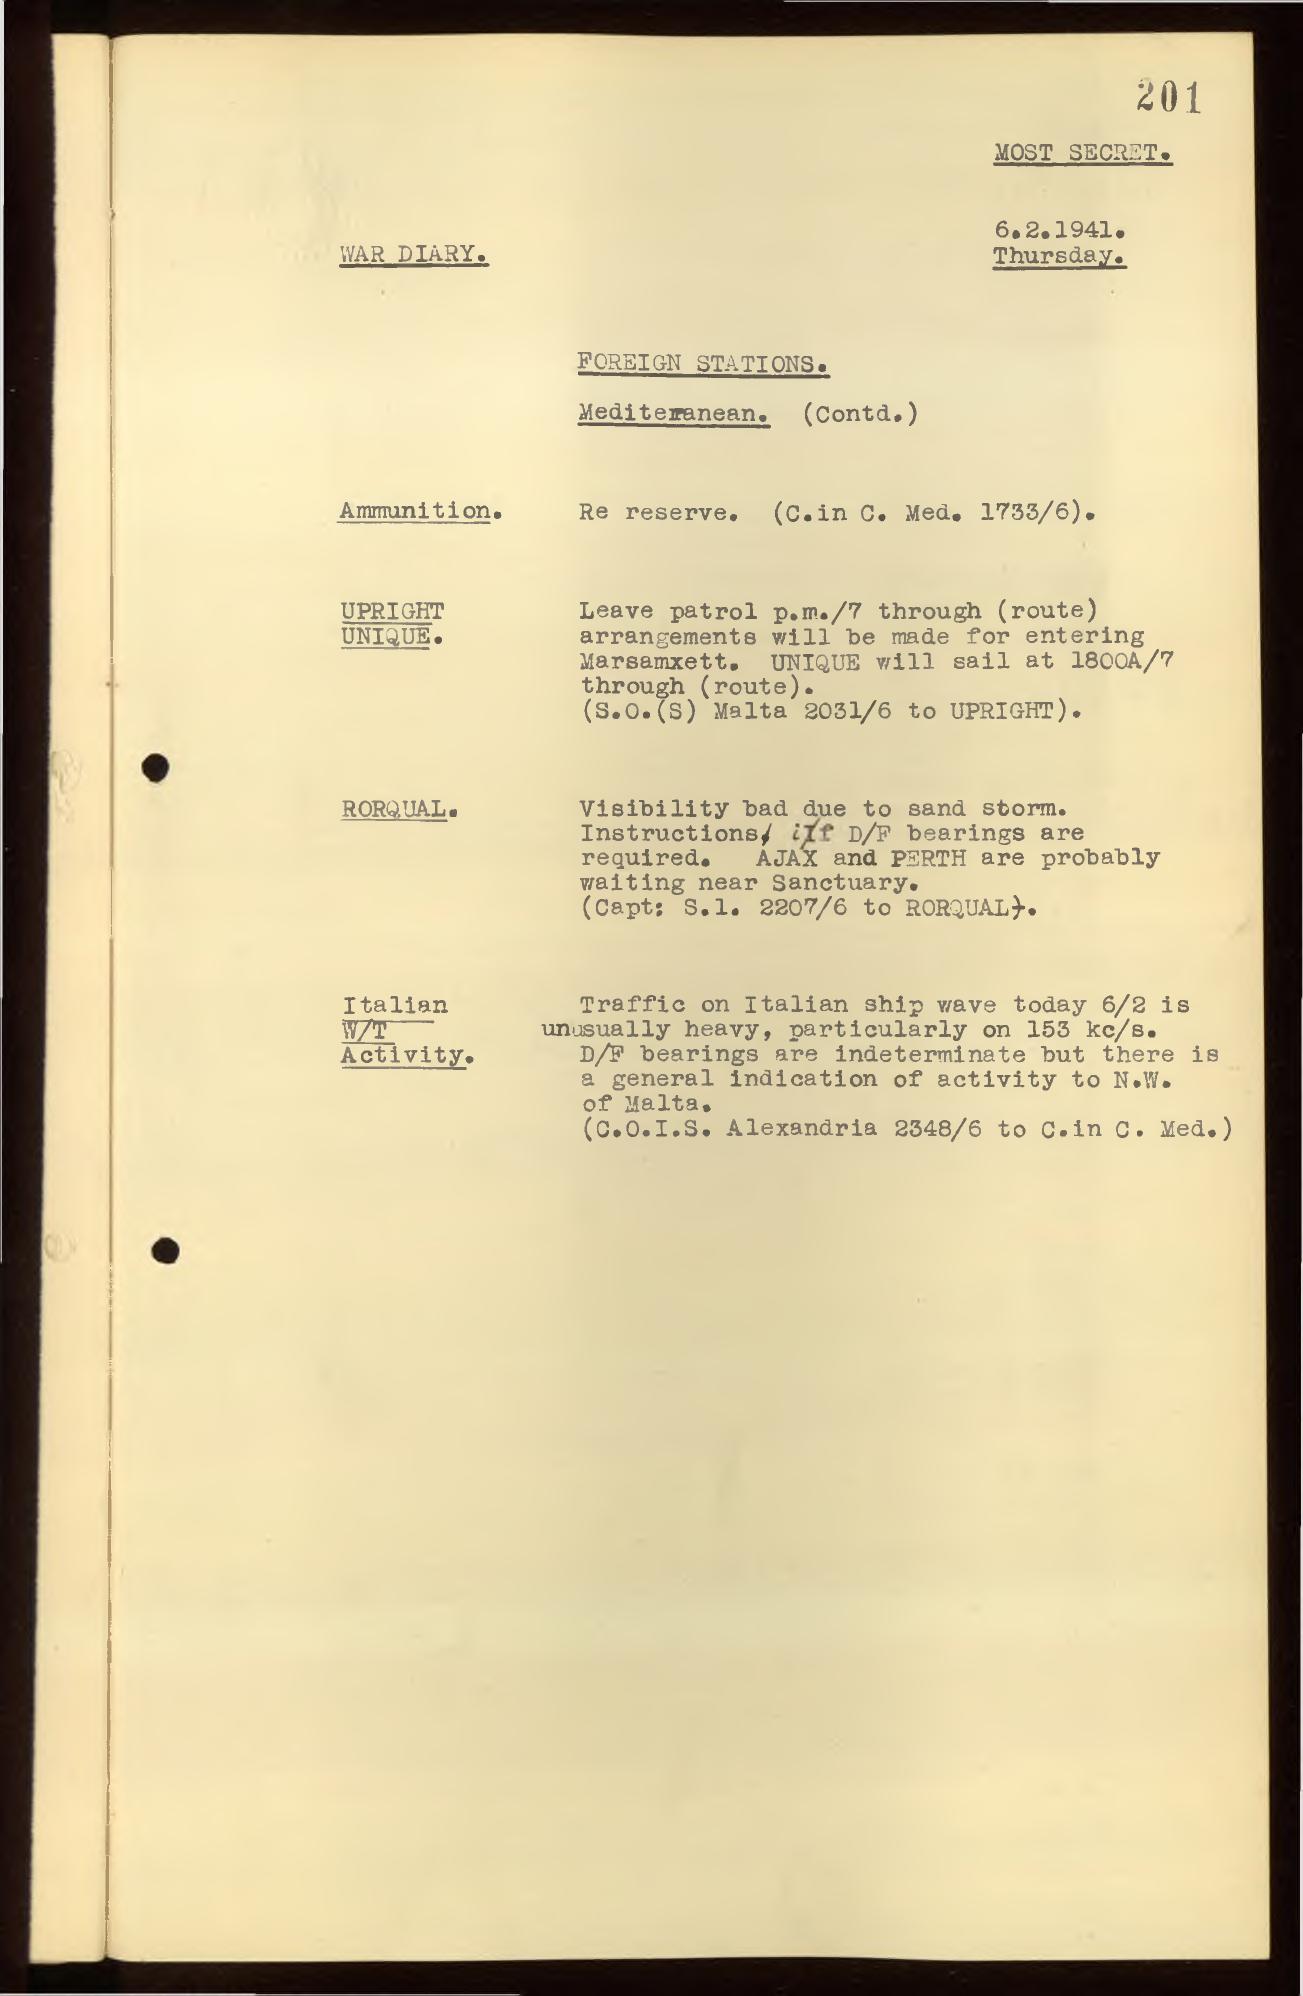 201
MOST SECRET.
6.2.1941.
WAR DIARY. Thursday.
FOREIGN STATIONS.
Mediterranean. (Contd.)
Ammunition. Re reserve. (C.in C. Med. 1733/6).
UPRIGHT Leave patrol p.m./7 through (route)
UNIQUE. arrangements will be made for entering
Marsamxett. UNIQUE will sail at 1800A/7
through (route).
(S.O.(S) Malta 2031/6 to UPRIGHT).
RORQUAL. Visibility bad due to sand storm.
Instructions if D/F bearings are
required. AJAX and PERTH are probably
waiting near Sanctuary.
(Capt: S.1. 2207/6 to RORQUAL).
Italian Traffic on Italian ship wave today 6/2 is
W/T unusually heavy, particularly on 153 kc/s.
Activity. D/F bearings are indeterminate but there is
a general indication of activity to N.W.
of Malta.
(C.O.I.S. Alexandria 2348/6 to C.in C. Med.)